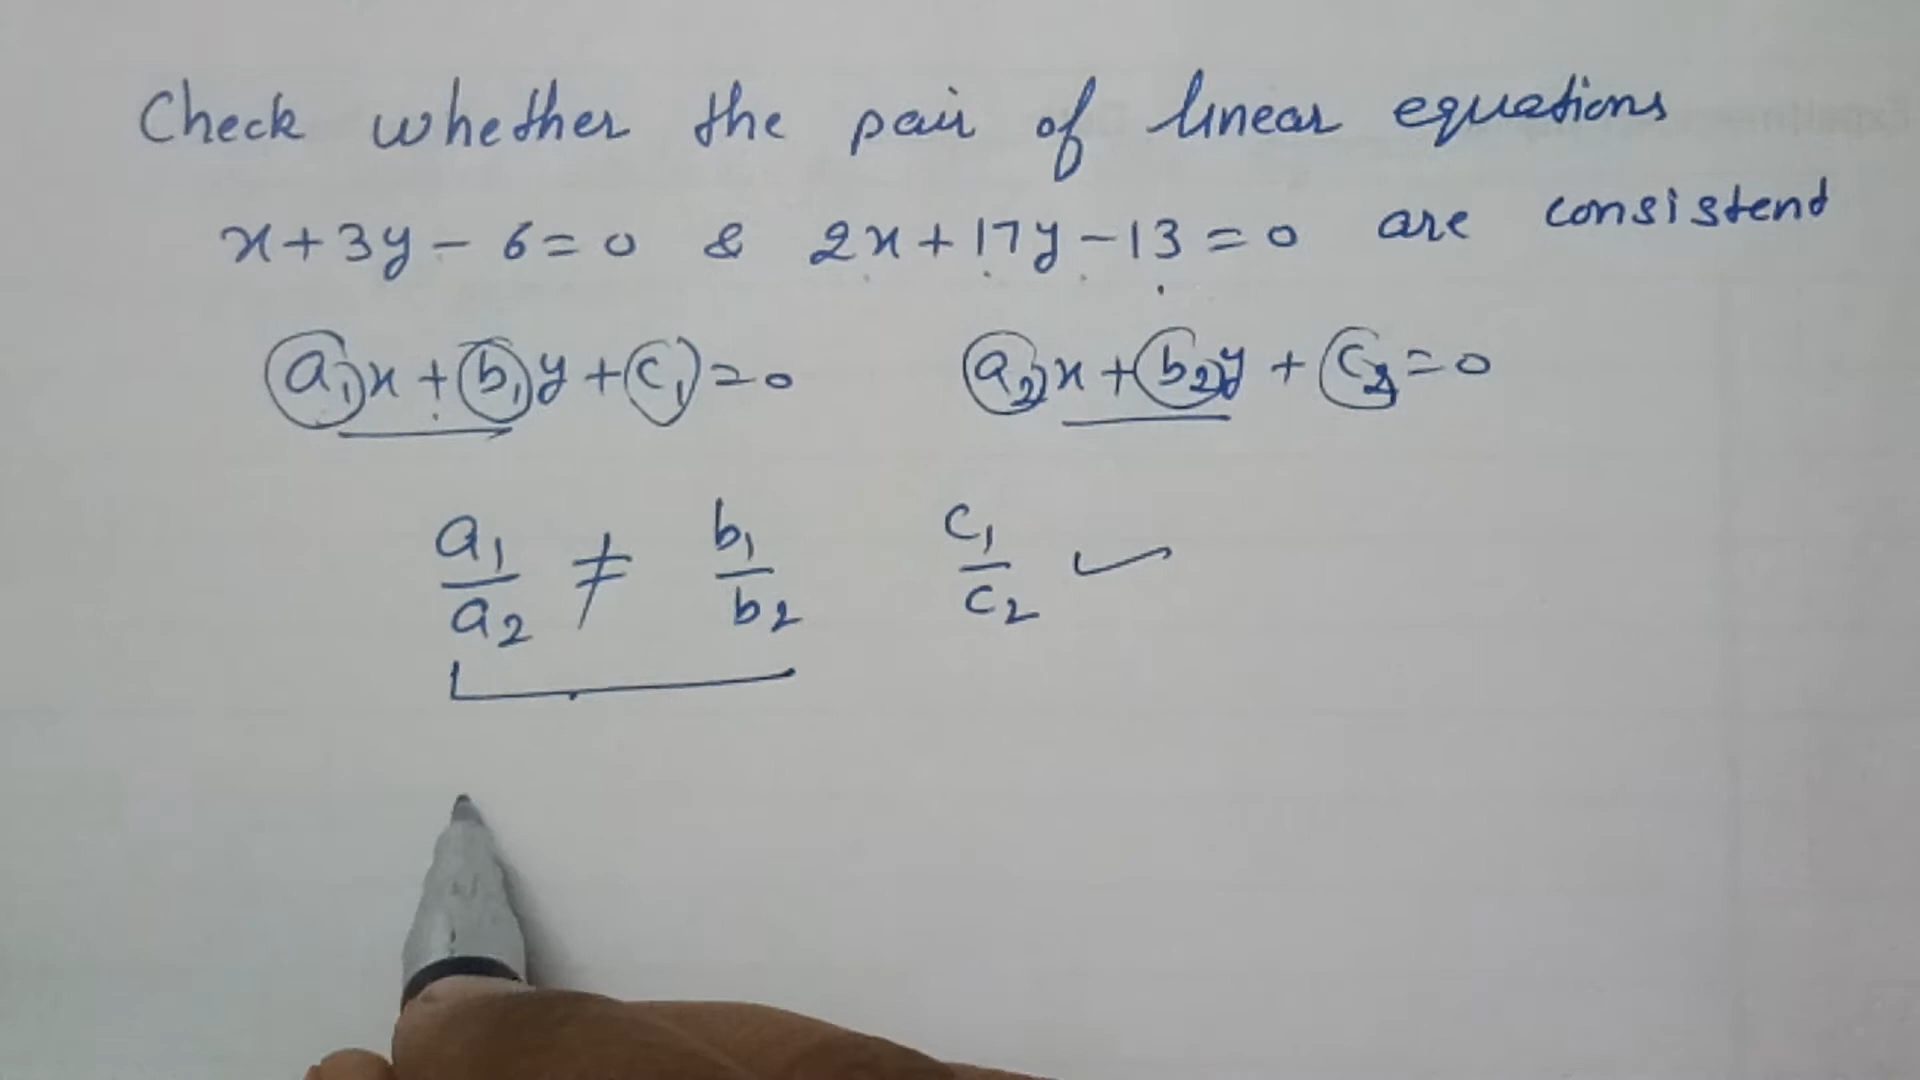 Check whether the pair of linear equations
x+3y-6=0 & 2x+17y-13=0 are consistend
a₁x+b₁y+c₁=0 a₂x+b₂y+c₂=0
a₁/a₂ ≠ b₁/b₂ c₁/c₂ ✓